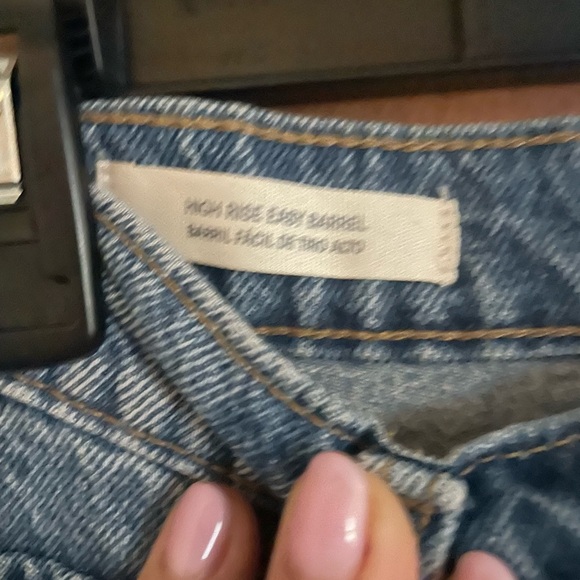 HIGH RISE EASY BARREL
BARRIL FÁCIL DE TIRO ALTO